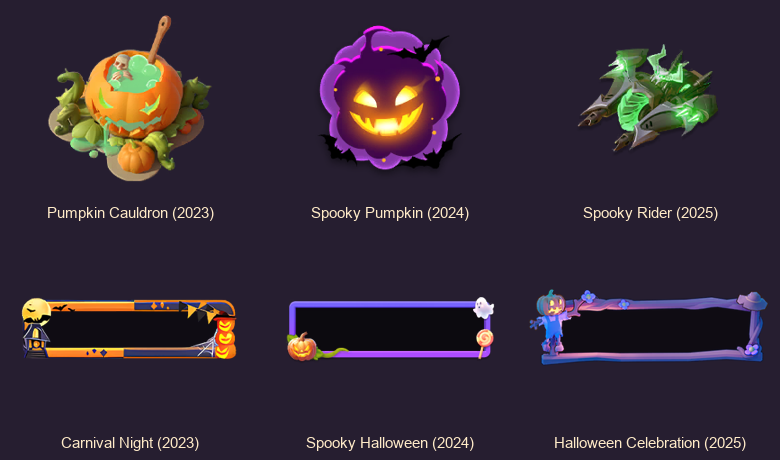 Pumpkin Cauldron (2023)
Spooky Pumpkin (2024)
Spooky Rider (2025)
Carnival Night (2023)
Spooky Halloween (2024)
Halloween Celebration (2025)